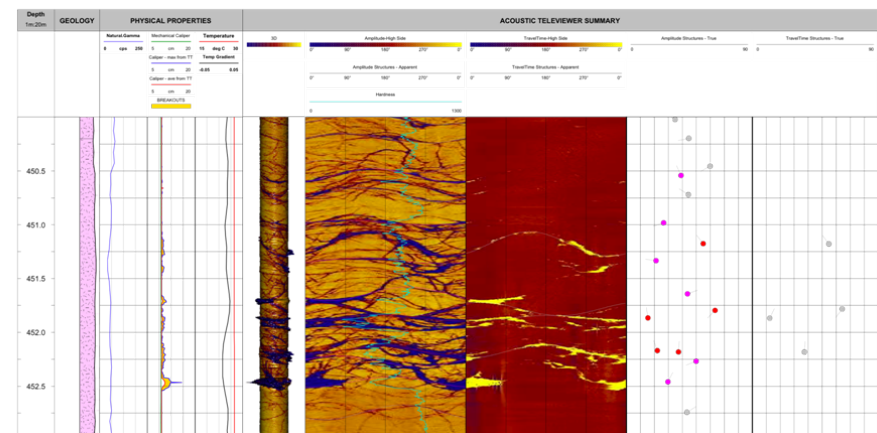 Depth
1m:20m
GEOLOGY
PHYSICAL PROPERTIES
ACOUSTIC TELEVIEWER SUMMARY
Natural Gamma
0 cps 250
Mechanical Caliper
5 cm 20
Caliper - max from TT
5 cm 20
Caliper - ave from TT
5 cm 20
BREAKOUTS
Temperature
15 deg C 35
Temp Gradient
-0.05 0.05
3D
Amplitude-High Side
0° 90° 180° 270° 0°
Amplitude Structures - Apparent
0° 90° 180° 270° 0°
Hardness
0 1500
TravelTime-High Side
0° 90° 180° 270° 0°
TravelTime Structures - Apparent
0° 90° 180° 270° 0°
Amplitude Structures - True
0 90
TravelTime Structures - True
0 90
450.5
451.0
451.5
452.0
452.5